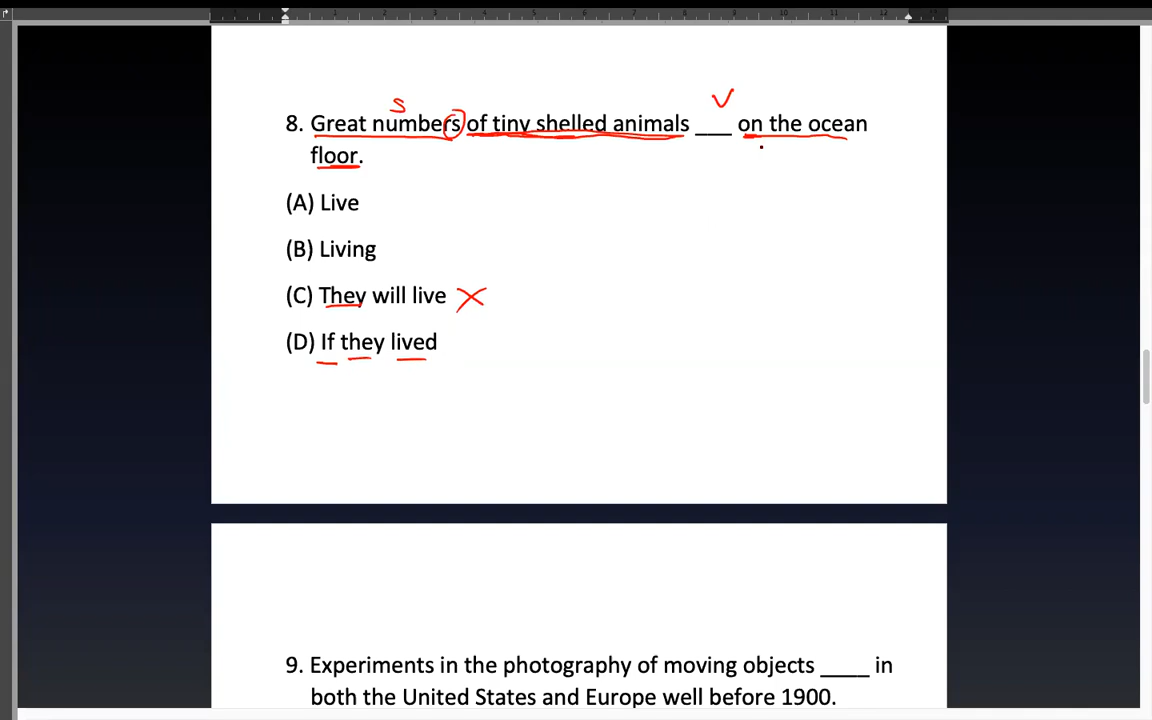 S V
8. Great numbers of tiny shelled animals ___ on the ocean
floor.
(A) Live
(B) Living
(C) They will live X
(D) If they lived
9. Experiments in the photography of moving objects ____ in
both the United States and Europe well before 1900.